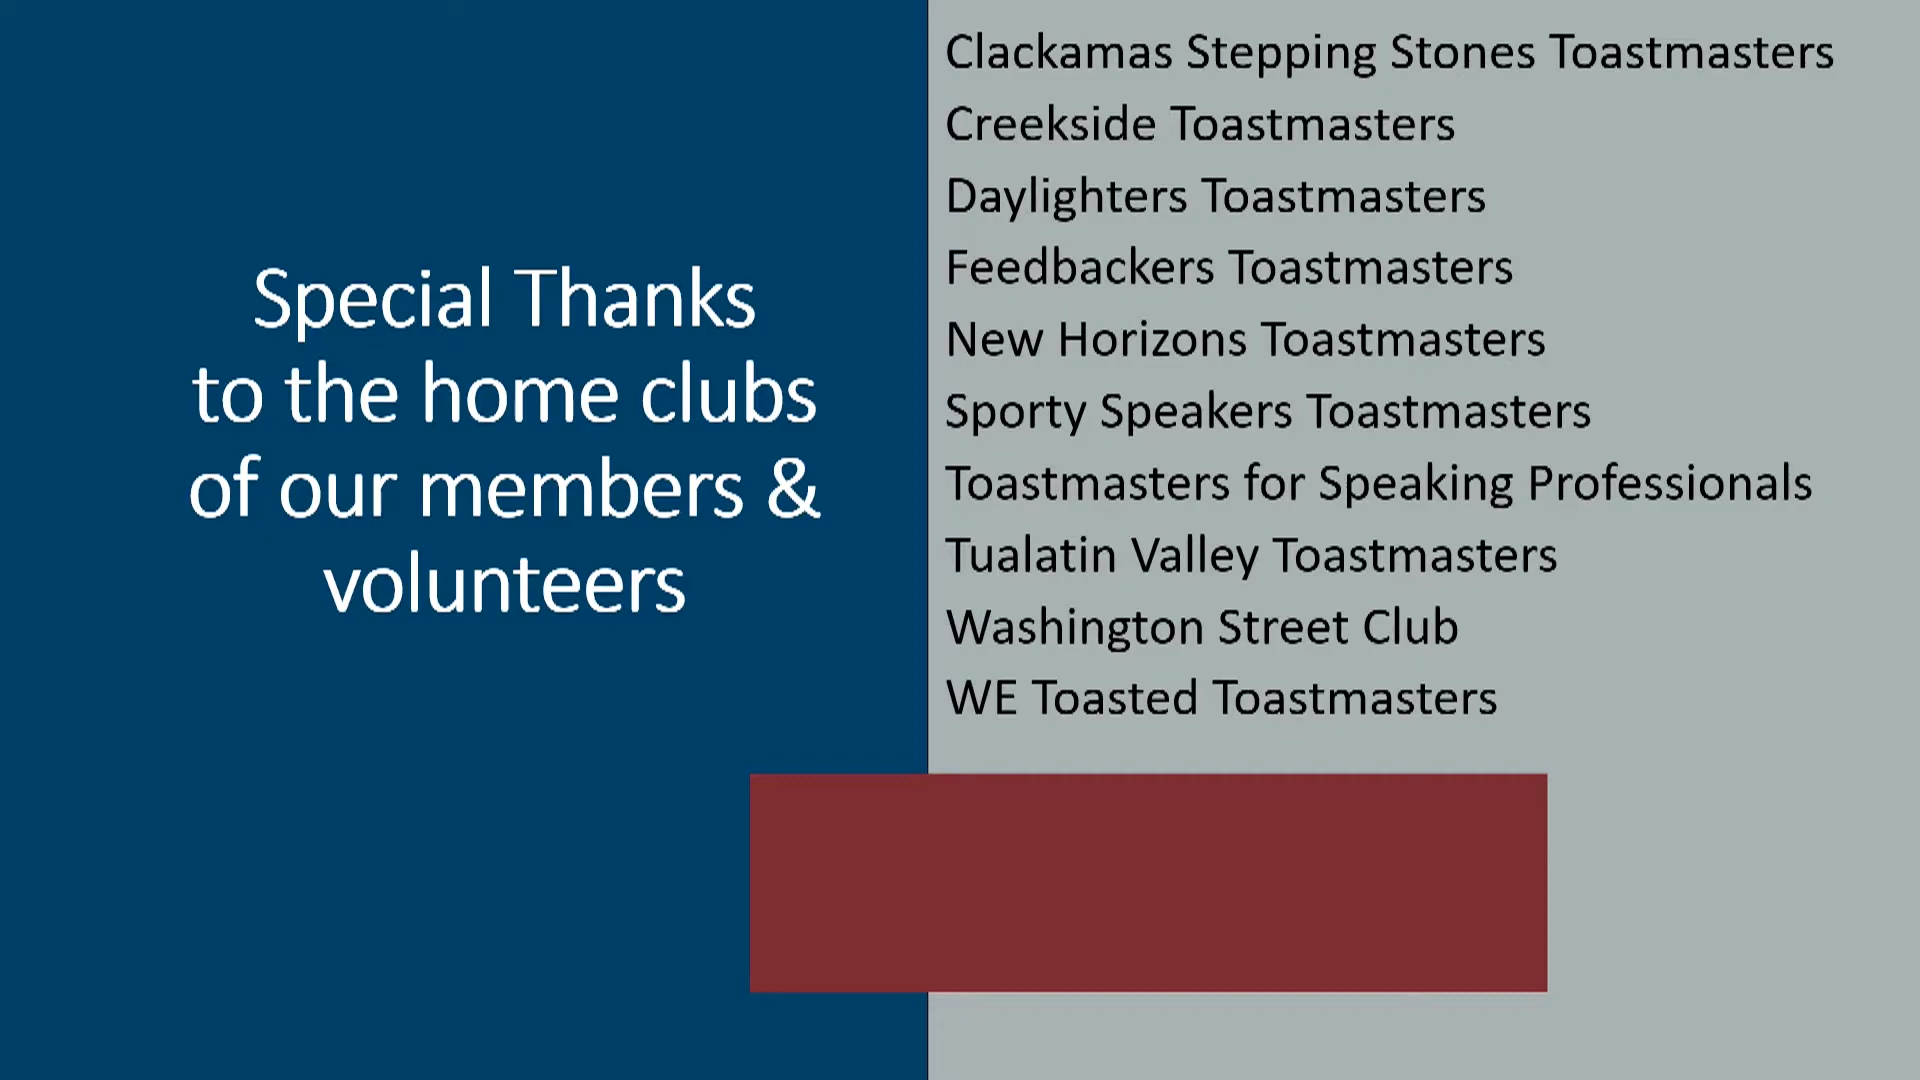 Special Thanks
to the home clubs
of our members &
volunteers
Clackamas Stepping Stones Toastmasters
Creekside Toastmasters
Daylighters Toastmasters
Feedbackers Toastmasters
New Horizons Toastmasters
Sporty Speakers Toastmasters
Toastmasters for Speaking Professionals
Tualatin Valley Toastmasters
Washington Street Club
WE Toasted Toastmasters